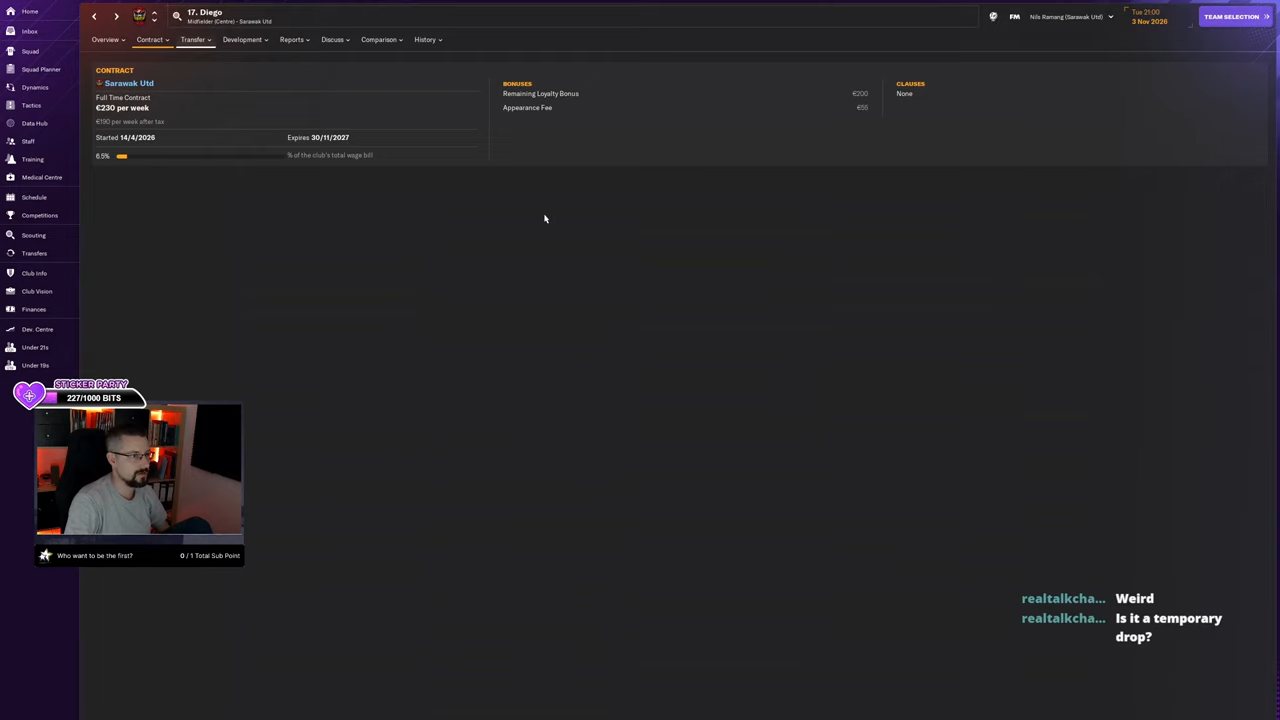 17. Diego
Midfielder (Centre) - Sarawak Utd
FM
Nils Ramang (Sarawak Utd)
Tue 21:00
3 Nov 2026
TEAM SELECTION
Overview
Contract
Transfer
Development
Reports
Discuss
Comparison
History
Home
Inbox
Squad
Squad Planner
Dynamics
Tactics
Data Hub
Staff
Training
Medical Centre
Schedule
Competitions
Scouting
Transfers
Club Info
Club Vision
Finances
Dev. Centre
Under 21s
Under 19s
CONTRACT
Sarawak Utd
Full Time Contract
€230 per week
€190 per week after tax
Started 14/4/2026
Expires 30/11/2027
6.5%
% of the club's total wage bill
BONUSES
Remaining Loyalty Bonus €200
Appearance Fee €55
CLAUSES
None
STICKER PARTY
227/1000 BITS
Who want to be the first? 0 / 1 Total Sub Point
realtalkcha... Weird
realtalkcha... Is it a temporary
drop?